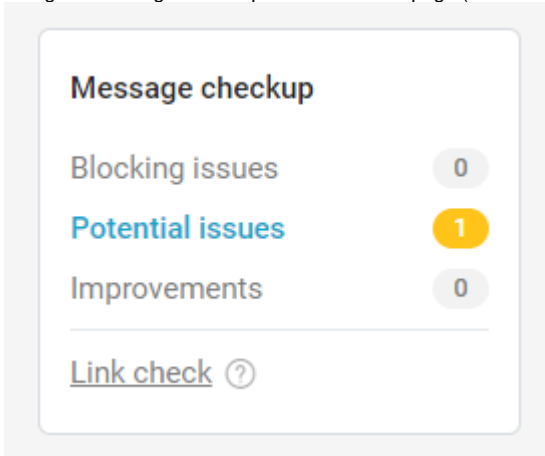 Message checkup
Blocking issues 0
Potential issues 1
Improvements 0
Link check ?